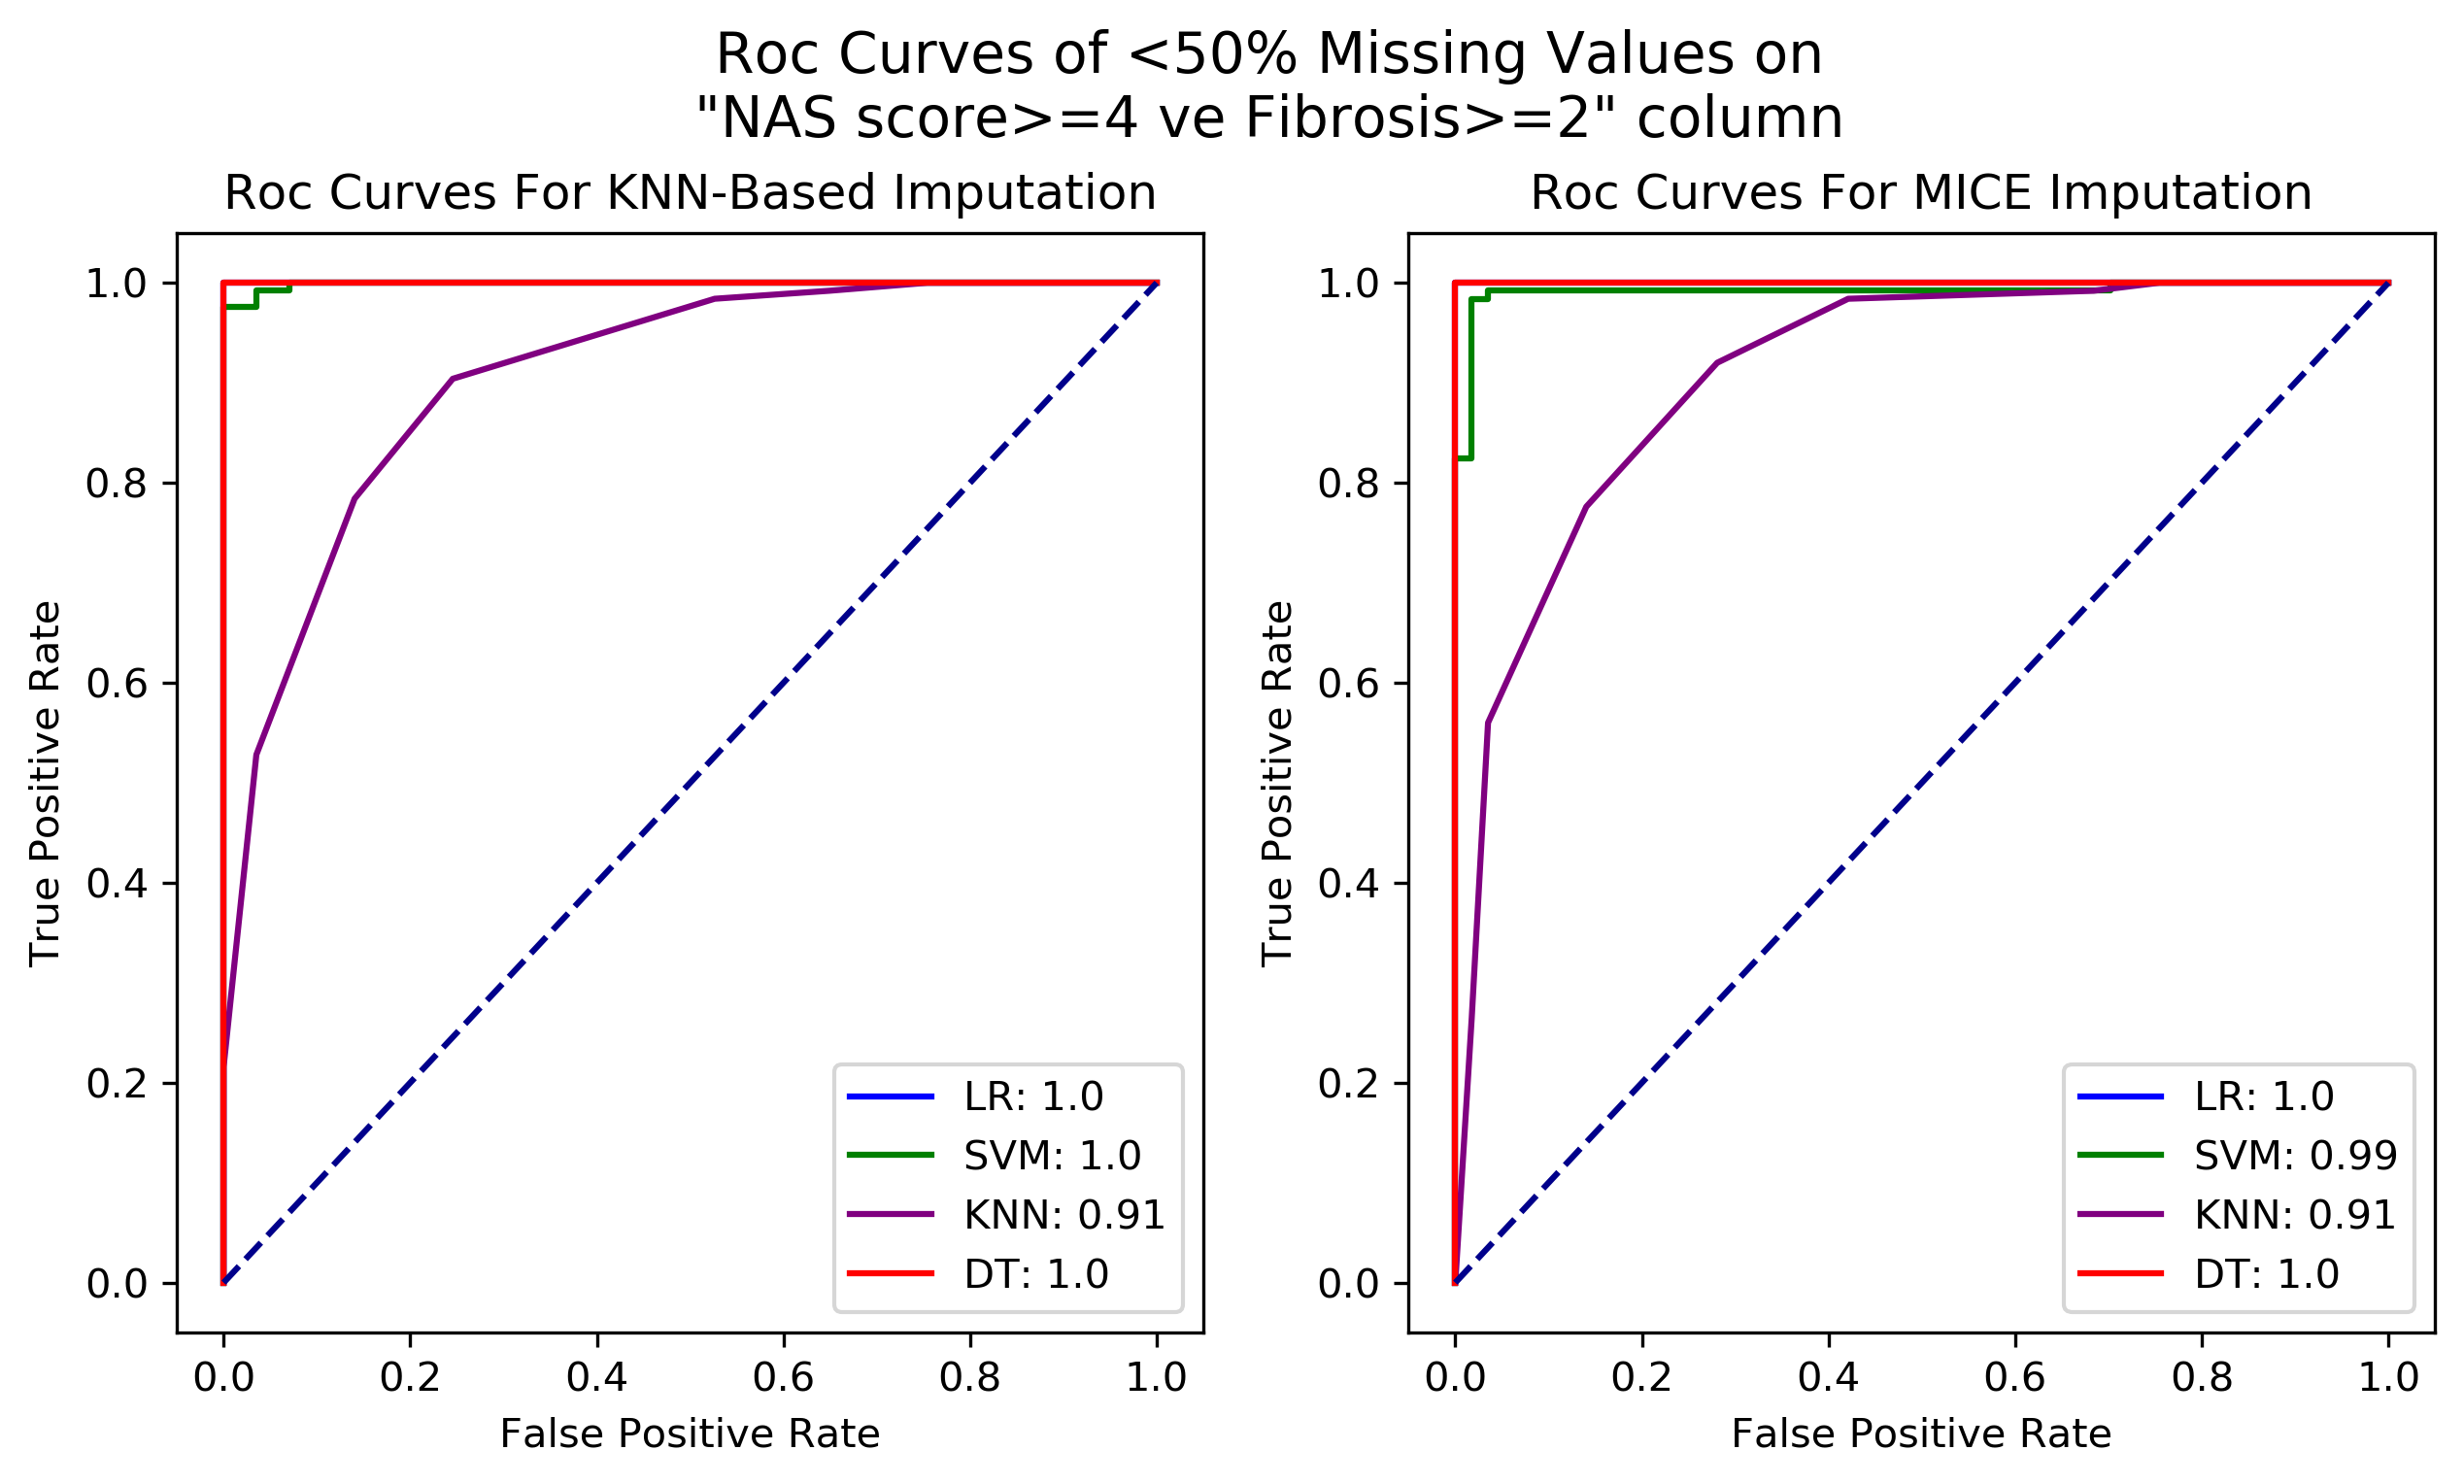 Roc Curves of <50% Missing Values on
"NAS score>=4 ve Fibrosis>=2" column
Roc Curves For KNN-Based Imputation
True Positive Rate
1.0
0.8
0.6
0.4
0.2
0.0
0.0 0.2 0.4 0.6 0.8 1.0
False Positive Rate
LR: 1.0
SVM: 1.0
KNN: 0.91
DT: 1.0
Roc Curves For MICE Imputation
True Positive Rate
1.0
0.8
0.6
0.4
0.2
0.0
0.0 0.2 0.4 0.6 0.8 1.0
False Positive Rate
LR: 1.0
SVM: 0.99
KNN: 0.91
DT: 1.0